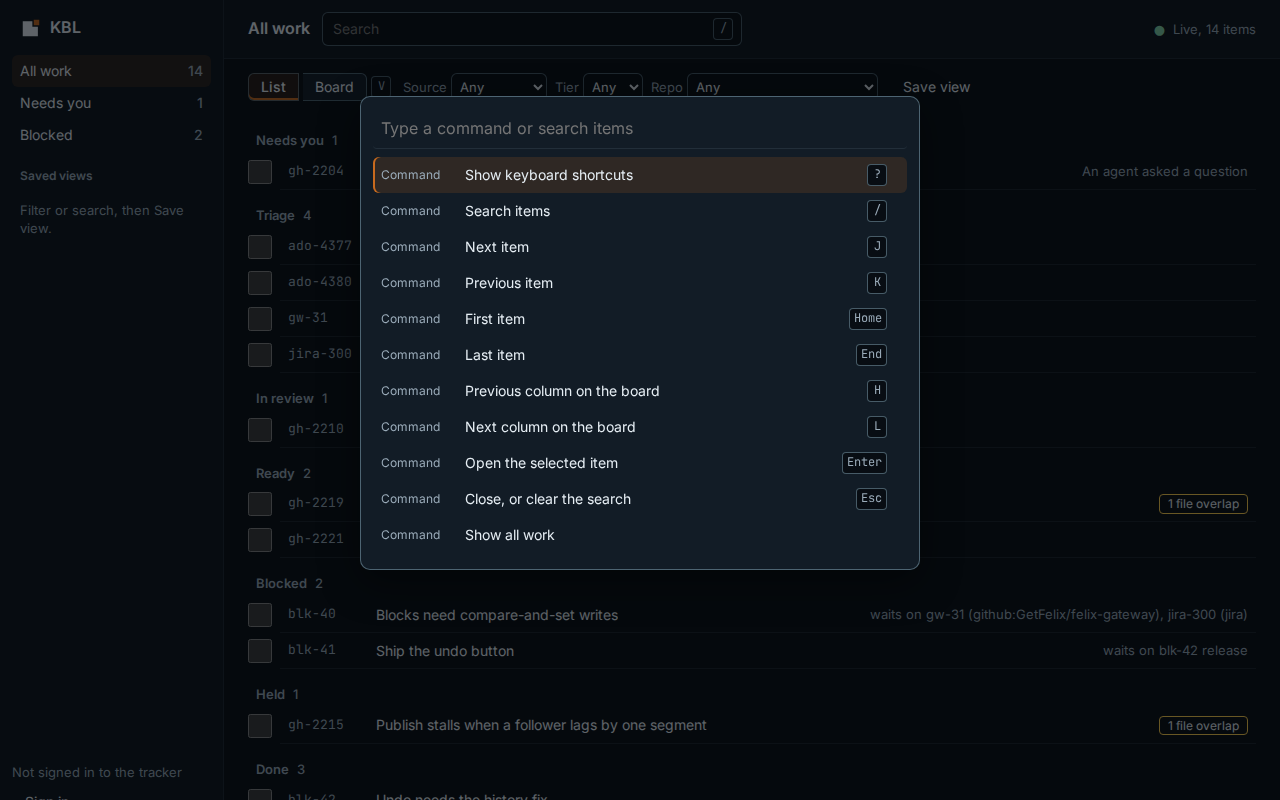 KBL
All work 14
Needs you 1
Blocked 2
Saved views
Filter or search, then Save
view.
Not signed in to the tracker
Sign in
All work
Search /
Live, 14 items
List Board V Source Any Tier Any Repo Any Save view
Type a command or search items
Command Show keyboard shortcuts ?
Command Search items /
Command Next item J
Command Previous item K
Command First item Home
Command Last item End
Command Previous column on the board H
Command Next column on the board L
Command Open the selected item Enter
Command Close, or clear the search Esc
Command Show all work
Needs you 1
gh-2204 An agent asked a question
Triage 4
ado-4377
ado-4380
gw-31
jira-300
In review 1
gh-2210
Ready 2
gh-2219 1 file overlap
gh-2221
Blocked 2
blk-40 Blocks need compare-and-set writes waits on gw-31 (github:GetFelix/felix-gateway), jira-300 (jira)
blk-41 Ship the undo button waits on blk-42 release
Held 1
gh-2215 Publish stalls when a follower lags by one segment 1 file overlap
Done 3
blk-42 Undo needs the history fix